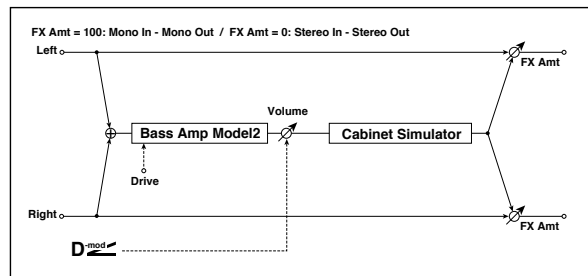 FX Amt = 100: Mono In - Mono Out / FX Amt = 0: Stereo In - Stereo Out
Left
FX Amt
Volume
Bass Amp Model2
Cabinet Simulator
Drive
Right
FX Amt
D-mod